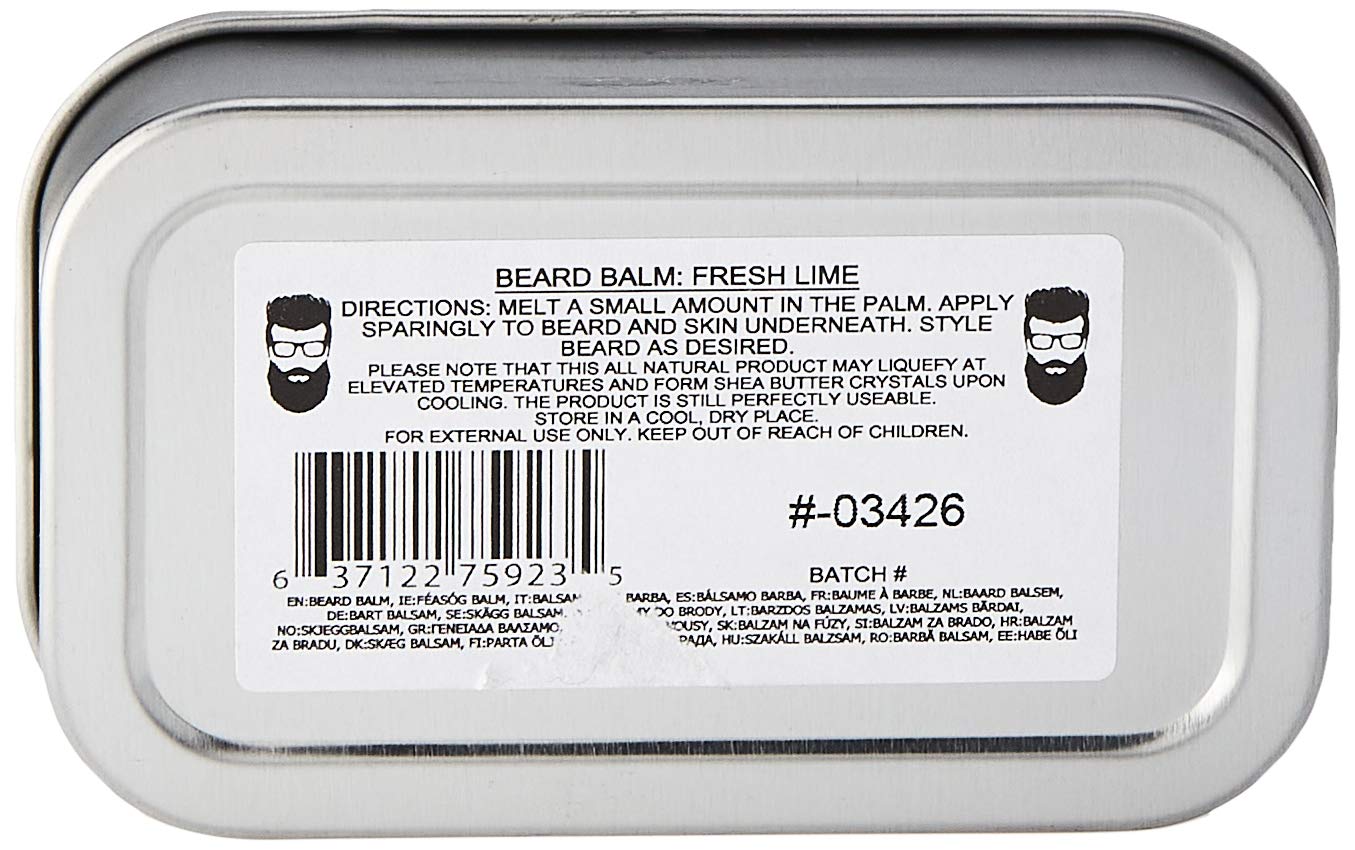 BEARD BALM: FRESH LIME
DIRECTIONS: MELT A SMALL AMOUNT IN THE PALM. APPLY
SPARINGLY TO BEARD AND SKIN UNDERNEATH. STYLE
BEARD AS DESIRED.
PLEASE NOTE THAT THIS ALL NATURAL PRODUCT MAY LIQUEFY AT
ELEVATED TEMPERATURES AND FORM SHEA BUTTER CRYSTALS UPON
COOLING. THE PRODUCT IS STILL PERFECTLY USEABLE.
STORE IN A COOL, DRY PLACE.
FOR EXTERNAL USE ONLY. KEEP OUT OF REACH OF CHILDREN.
#-03426
6 37122 75923 5
BATCH #
EN:BEARD BALM, IE:FÉASÓG BALM, IT:BALSAM BARBA, ES:BÁLSAMO BARBA, FR:BAUME À BARBE, NL:BAARD BALSEM,
DE:BART BALSAM, SE:SKÄGG BALSAM, DO BRODY, LT:BARZDOS BALZAMAS, LV:BALZAMS BĀRDAI,
NO:SKJEGGBALSAM, GR:ΓΕΝΕΙΑΔΑ ΒΑΛΣΑΜΟ, SK:BALZAM NA FÚZY, SI:BALZAM ZA BRADO, HR:BALZAM
ZA BRADU, DK:SKÆG BALSAM, FI:PARTA ÖL HU:SZAKÁLL BALZSAM, RO:BARBĂ BALSAM, EE:HABE ÕLI